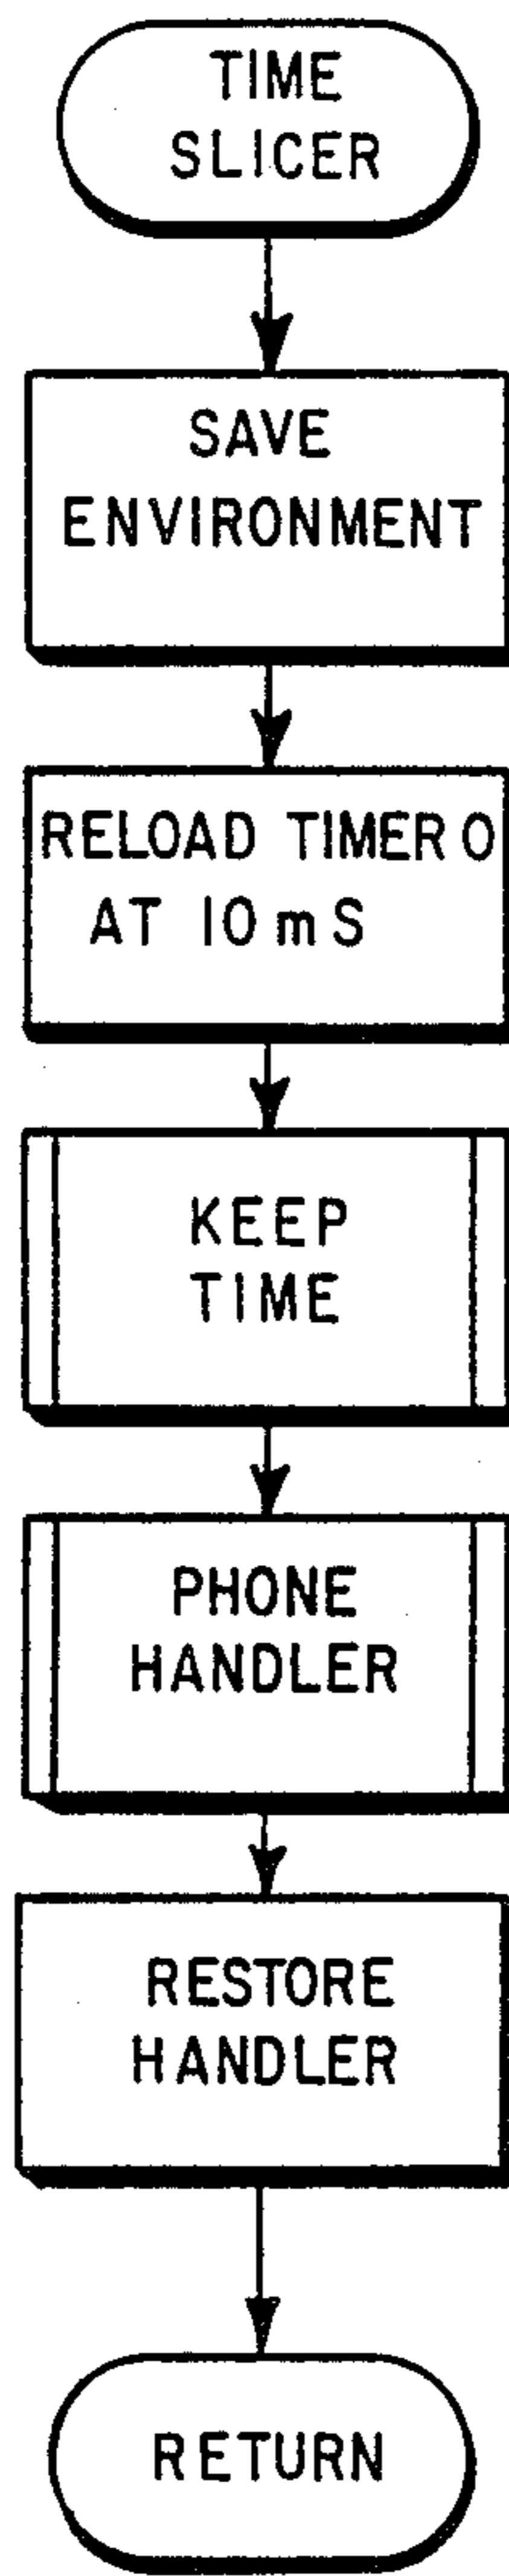 TIME
SLICER
SAVE
ENVIRONMENT
RELOAD TIMER 0
AT 10 mS
KEEP
TIME
PHONE
HANDLER
RESTORE
HANDLER
RETURN